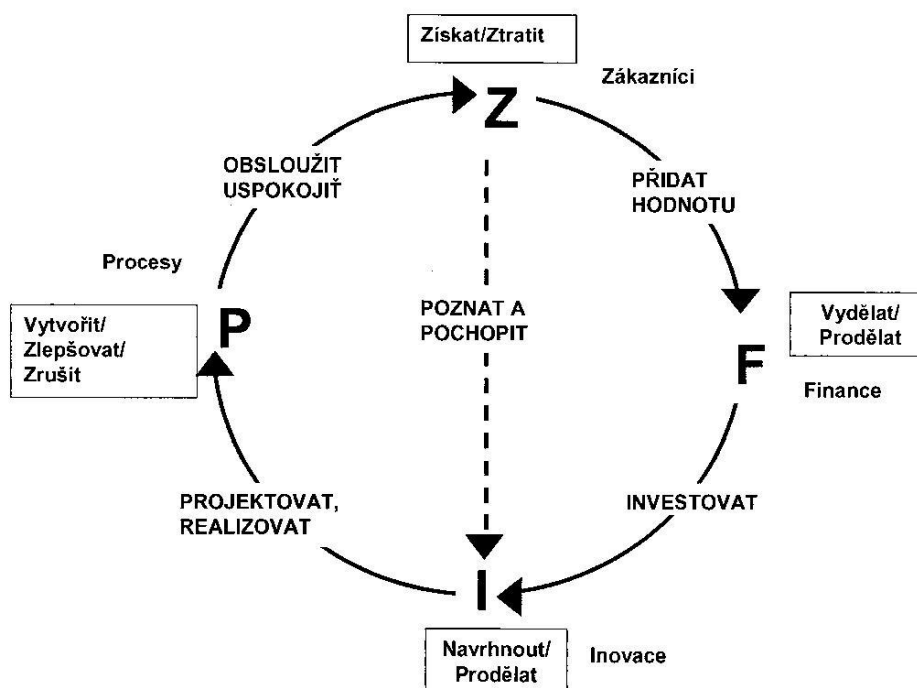 Získat/Ztratit
Zákazníci
Z
OBSLOUŽIT
USPOKOJIŤ
PŘIDAT
HODNOTU
Procesy
P
Vytvořit/
Zlepšovat/
Zrušit
POZNAT A
POCHOPIT
Vydělat/
Prodělat
F
Finance
PROJEKTOVAT,
REALIZOVAT
INVESTOVAT
I
Navrhnout/
Prodělat
Inovace